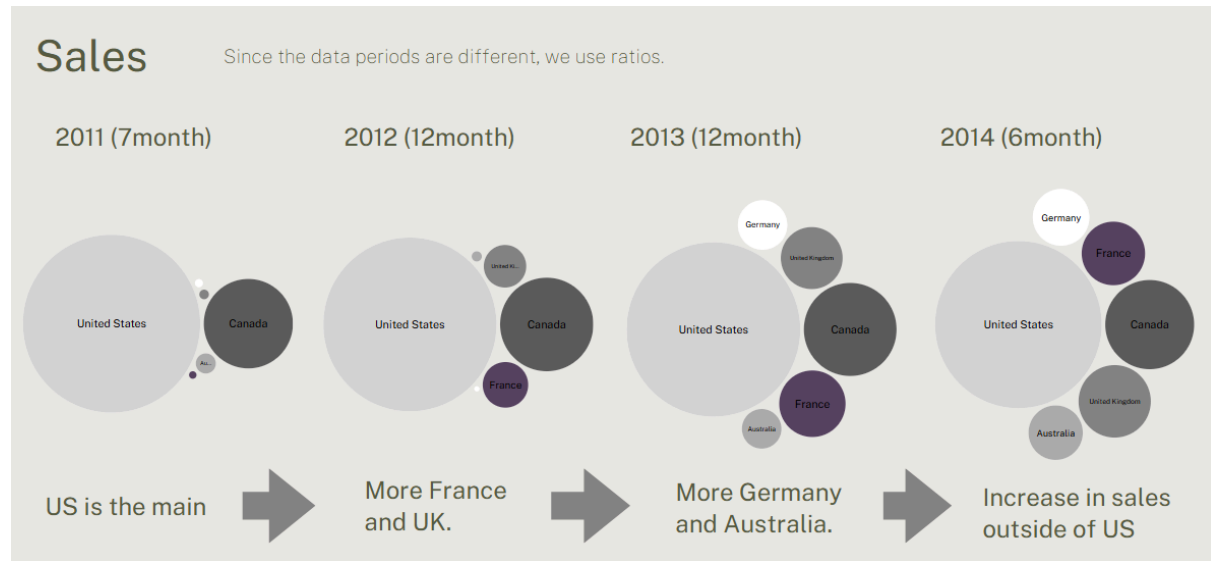 Sales
Since the data periods are different, we use ratios.
2011 (7month)
2012 (12month)
2013 (12month)
2014 (6month)
United States
Canada
Au...
United States
United Ki...
Canada
France
Germany
United Kingdom
United States
Canada
France
Australia
Germany
France
United States
Canada
United Kingdom
Australia
US is the main
More France
and UK.
More Germany
and Australia.
Increase in sales
outside of US